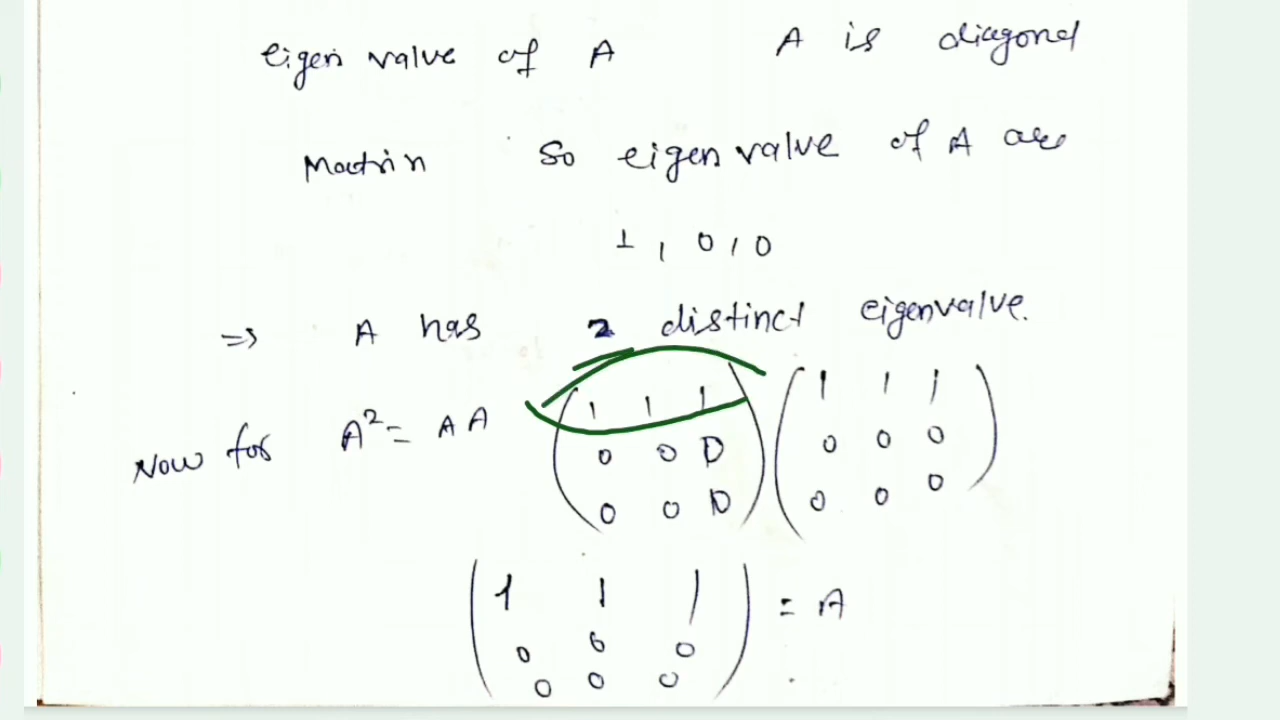 eigen value of A A is diagonal
Matrix So eigen value of A are
1, 0, 0
=> A has 2 distinct eigenvalue.
Now for A² = AA (1 1 1 (1 1 1
0 0 0 0 0 0
0 0 0) 0 0 0)
(1 1 1
0 0 0 = A
0 0 0)